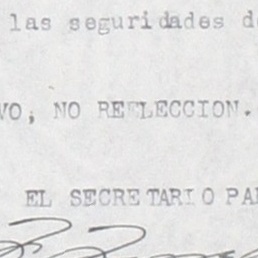 las seguridades d
VO, NO REELECCION.
EL SECRETARIO PA